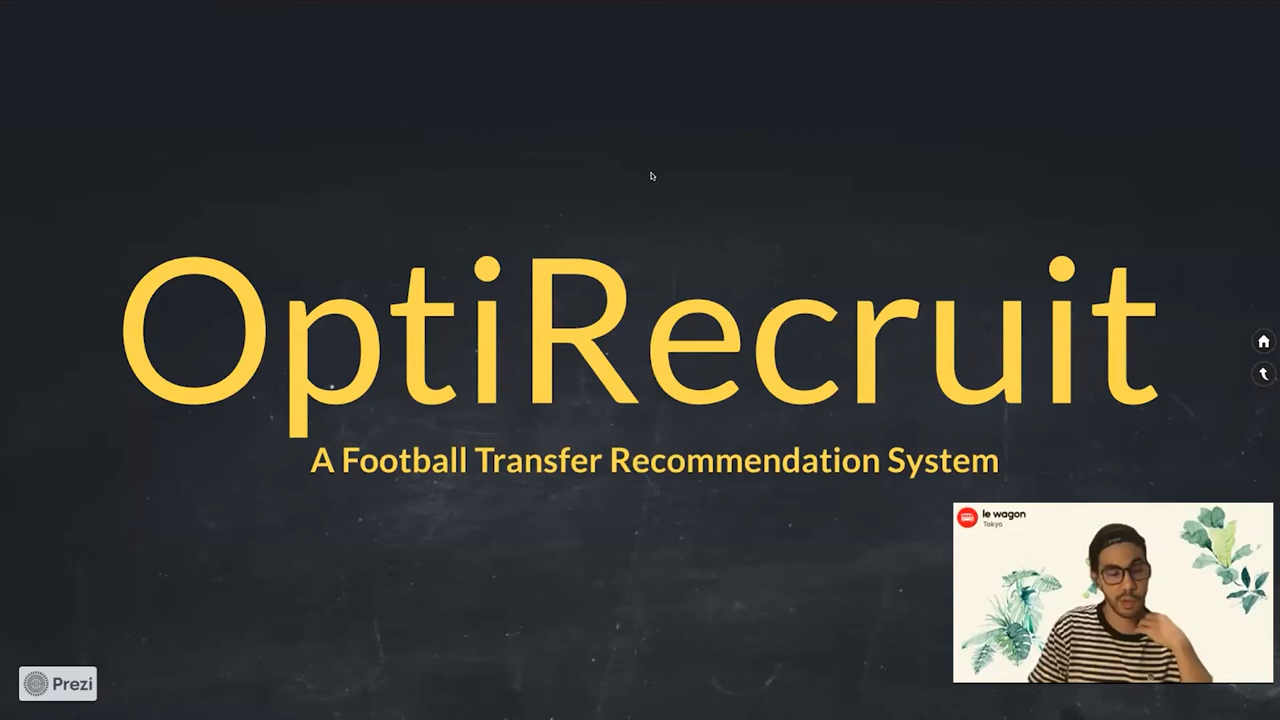 OptiRecruit
A Football Transfer Recommendation System
le wagon
Tokyo
Prezi